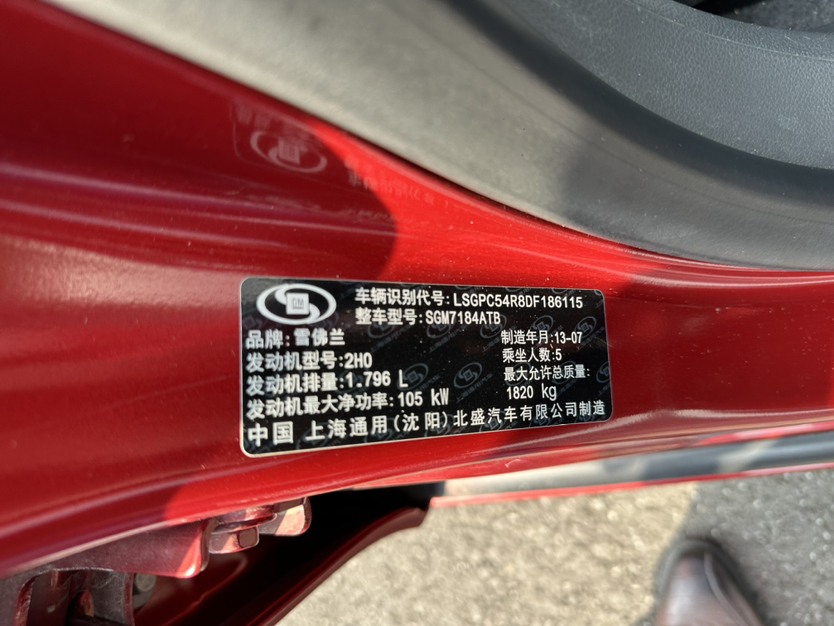 GM
车辆识别代号: LSGPC54R8DF186115
整车型号: SGM7184ATB
品牌: 雪佛兰
制造年月:13-07
发动机型号:2H0
乘坐人数:5
发动机排量:1.796 L
最大允许总质量:
1820 kg
发动机最大净功率:105 kW
中国 上海通用(沈阳)北盛汽车有限公司制造